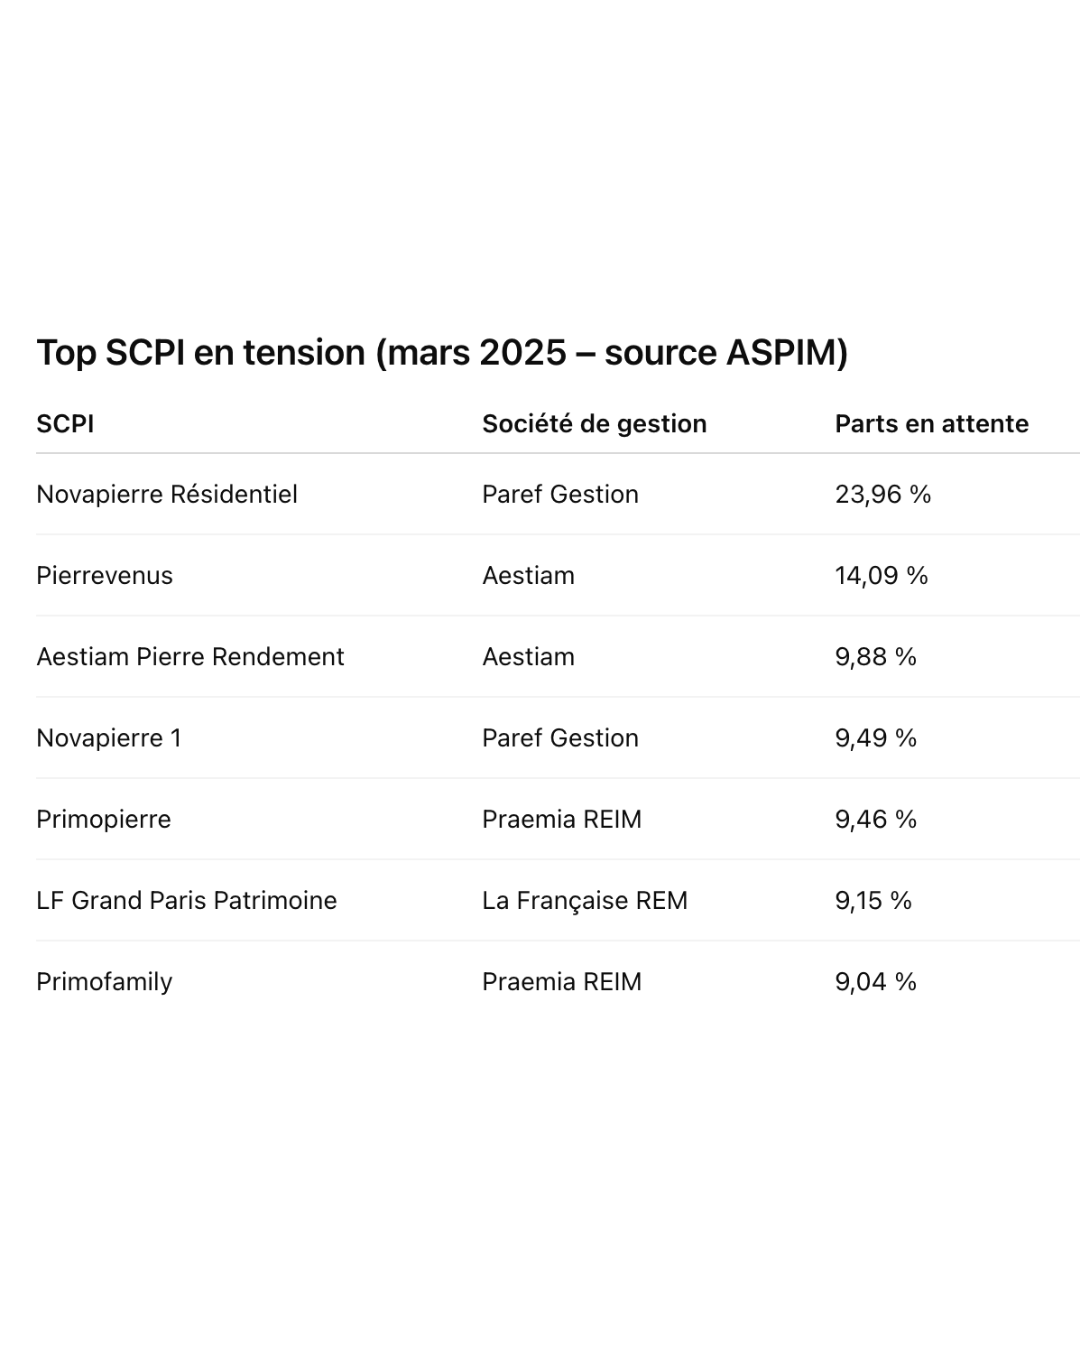 Top SCPI en tension (mars 2025 – source ASPIM)
SCPI Société de gestion Parts en attente
Novapierre Résidentiel Paref Gestion 23,96 %
Pierrevenus Aestiam 14,09 %
Aestiam Pierre Rendement Aestiam 9,88 %
Novapierre 1 Paref Gestion 9,49 %
Primopierre Praemia REIM 9,46 %
LF Grand Paris Patrimoine La Française REM 9,15 %
Primofamily Praemia REIM 9,04 %